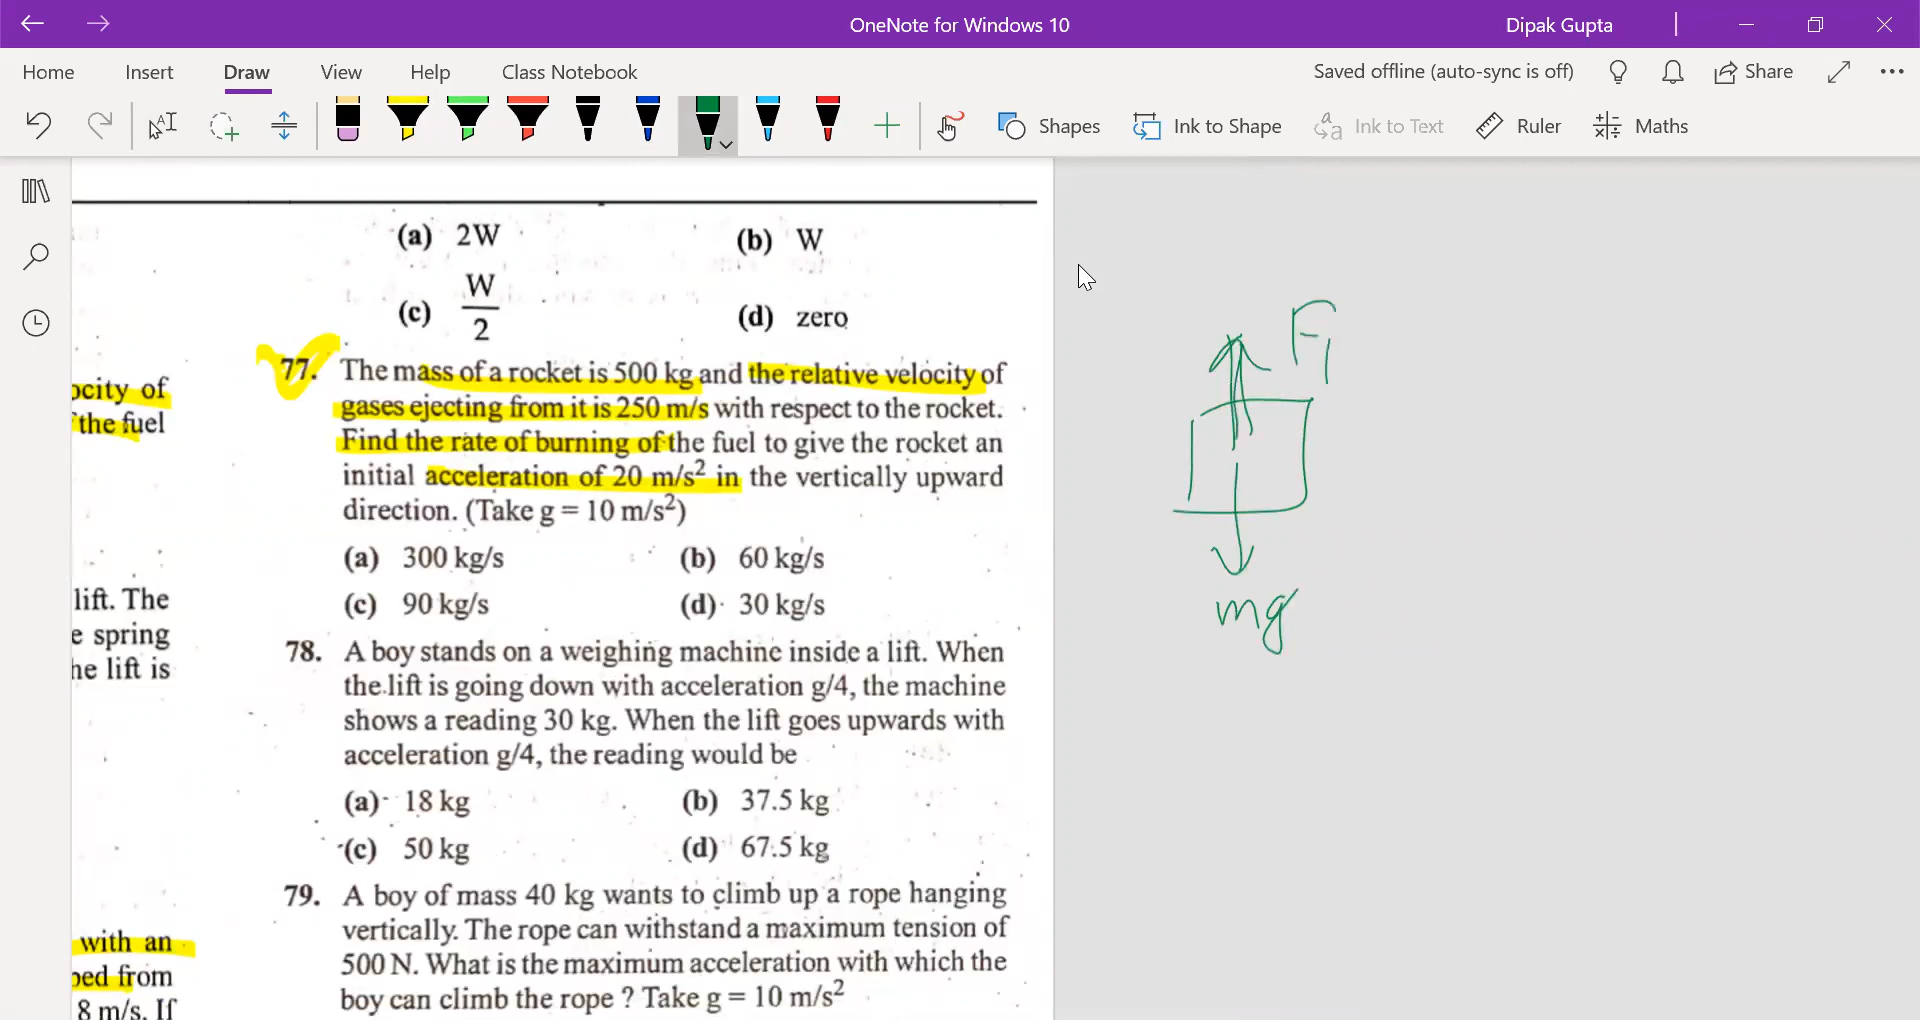 OneNote for Windows 10
Dipak Gupta
Home Insert Draw View Help Class Notebook
Saved offline (auto-sync is off) Share
Shapes Ink to Shape Ink to Text Ruler Maths
(a) 2W (b) W
(c) W/2 (d) zero
77. The mass of a rocket is 500 kg and the relative velocity of
gases ejecting from it is 250 m/s with respect to the rocket.
Find the rate of burning of the fuel to give the rocket an
initial acceleration of 20 m/s² in the vertically upward
direction. (Take g = 10 m/s²)
(a) 300 kg/s (b) 60 kg/s
(c) 90 kg/s (d) 30 kg/s
78. A boy stands on a weighing machine inside a lift. When
the lift is going down with acceleration g/4, the machine
shows a reading 30 kg. When the lift goes upwards with
acceleration g/4, the reading would be
(a) 18 kg (b) 37.5 kg
(c) 50 kg (d) 67.5 kg
79. A boy of mass 40 kg wants to climb up a rope hanging
vertically. The rope can withstand a maximum tension of
500 N. What is the maximum acceleration with which the
boy can climb the rope ? Take g = 10 m/s²
ocity of
the fuel
lift. The
e spring
he lift is
with an
ped from
8 m/s. If
F₁
mg